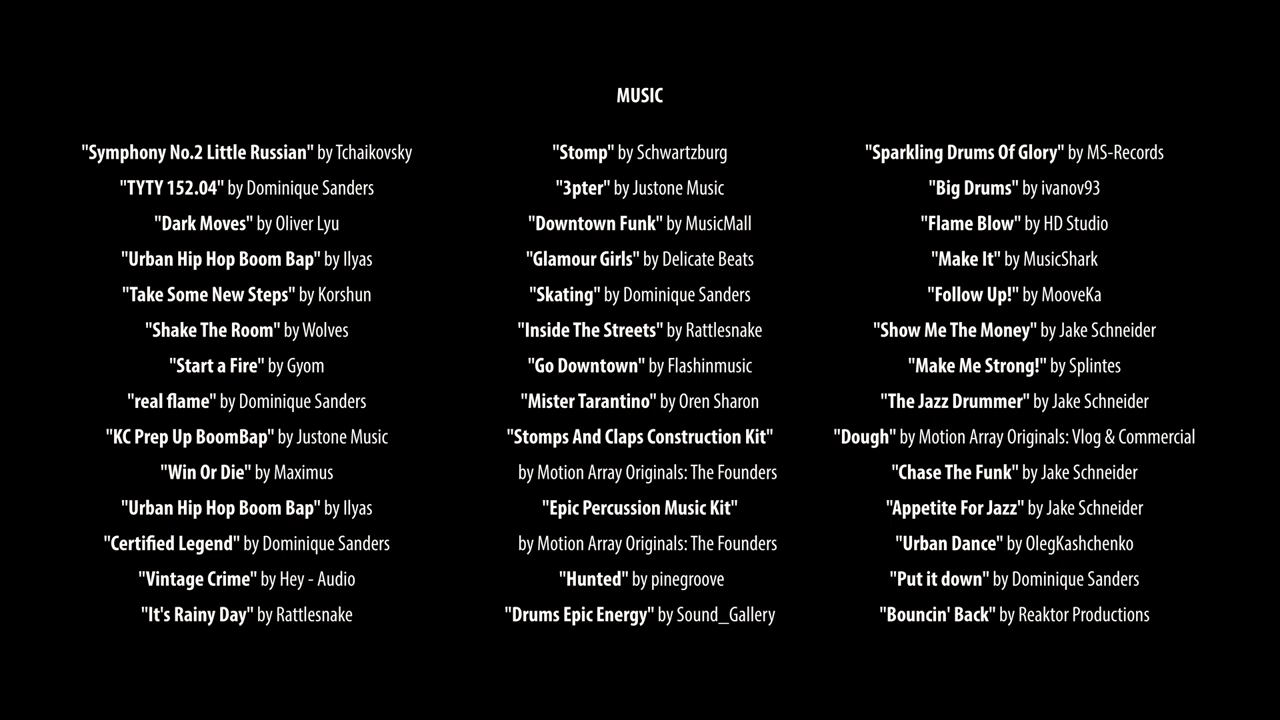 MUSIC
"Symphony No.2 Little Russian" by Tchaikovsky
"TYTY 152.04" by Dominique Sanders
"Dark Moves" by Oliver Lyu
"Urban Hip Hop Boom Bap" by Ilyas
"Take Some New Steps" by Korshun
"Shake The Room" by Wolves
"Start a Fire" by Gyom
"real flame" by Dominique Sanders
"KC Prep Up BoomBap" by Justone Music
"Win Or Die" by Maximus
"Urban Hip Hop Boom Bap" by Ilyas
"Certified Legend" by Dominique Sanders
"Vintage Crime" by Hey - Audio
"It's Rainy Day" by Rattlesnake
"Stomp" by Schwartzburg
"3pter" by Justone Music
"Downtown Funk" by MusicMall
"Glamour Girls" by Delicate Beats
"Skating" by Dominique Sanders
"Inside The Streets" by Rattlesnake
"Go Downtown" by Flashinmusic
"Mister Tarantino" by Oren Sharon
"Stomps And Claps Construction Kit"
by Motion Array Originals: The Founders
"Epic Percussion Music Kit"
by Motion Array Originals: The Founders
"Hunted" by pinegroove
"Drums Epic Energy" by Sound_Gallery
"Sparkling Drums Of Glory" by MS-Records
"Big Drums" by ivanov93
"Flame Blow" by HD Studio
"Make It" by MusicShark
"Follow Up!" by MooveKa
"Show Me The Money" by Jake Schneider
"Make Me Strong!" by Splintes
"The Jazz Drummer" by Jake Schneider
"Dough" by Motion Array Originals: Vlog & Commercial
"Chase The Funk" by Jake Schneider
"Appetite For Jazz" by Jake Schneider
"Urban Dance" by OlegKashchenko
"Put it down" by Dominique Sanders
"Bouncin' Back" by Reaktor Productions